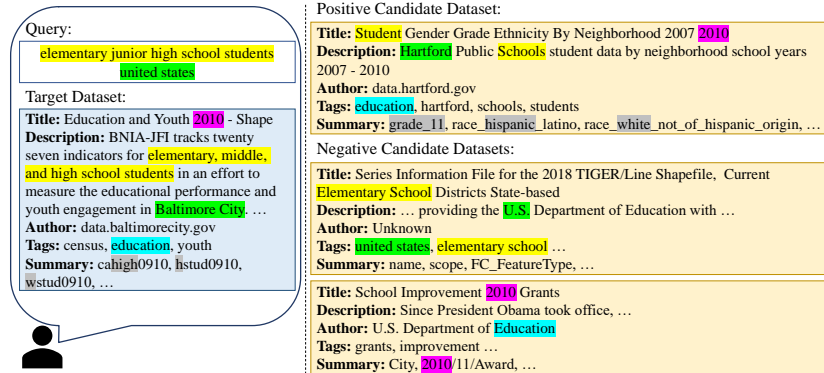 Query:
elementary junior high school students
united states
Target Dataset:
Title: Education and Youth 2010 - Shape
Description: BNIA-JFI tracks twenty
seven indicators for elementary, middle,
and high school students in an effort to
measure the educational performance and
youth engagement in Baltimore City. …
Author: data.baltimorecity.gov
Tags: census, education, youth
Summary: cahigh0910, hstud0910,
wstud0910, …
Positive Candidate Dataset:
Title: Student Gender Grade Ethnicity By Neighborhood 2007 2010
Description: Hartford Public Schools student data by neighborhood school years
2007 - 2010
Author: data.hartford.gov
Tags: education, hartford, schools, students
Summary: grade_11, race_hispanic_latino, race_white_not_of_hispanic_origin, …
Negative Candidate Datasets:
Title: Series Information File for the 2018 TIGER/Line Shapefile, Current
Elementary School Districts State-based
Description: … providing the U.S. Department of Education with …
Author: Unknown
Tags: united states, elementary school …
Summary: name, scope, FC_FeatureType, …
Title: School Improvement 2010 Grants
Description: Since President Obama took office, …
Author: U.S. Department of Education
Tags: grants, improvement …
Summary: City, 2010/11/Award, …